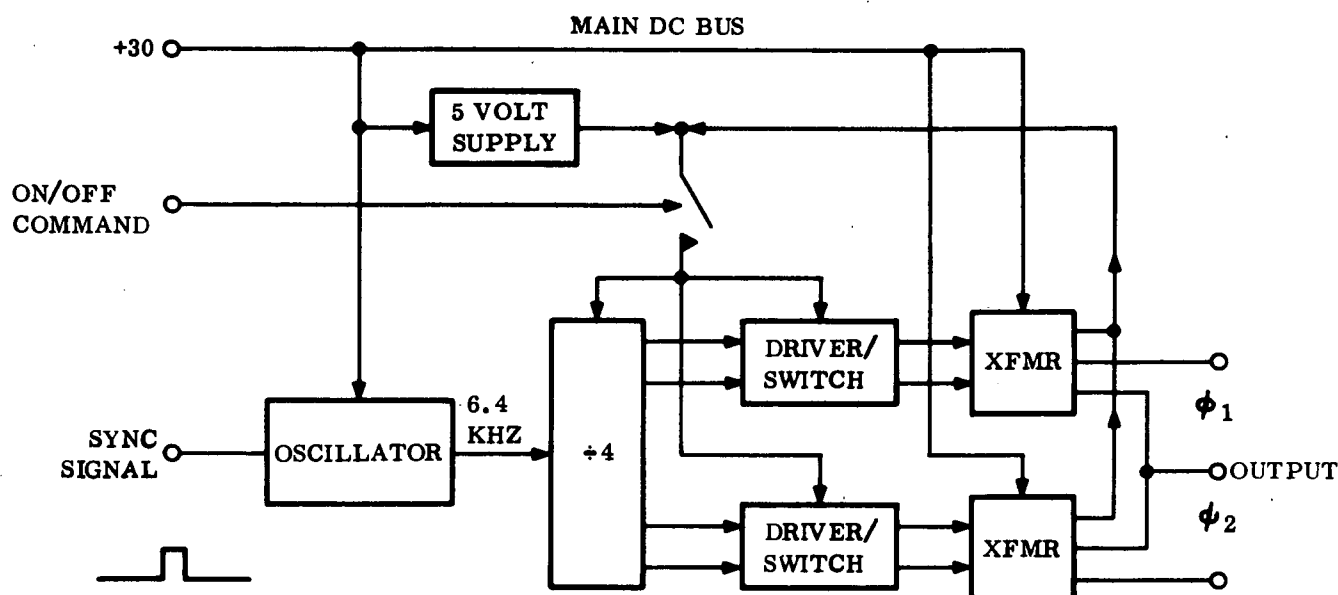 MAIN DC BUS
+30
5 VOLT
SUPPLY
ON/OFF
COMMAND
DRIVER/
SWITCH
XFMR
ϕ1
6.4
KHZ
SYNC
SIGNAL
OSCILLATOR
÷4
OUTPUT
ϕ2
DRIVER/
SWITCH
XFMR